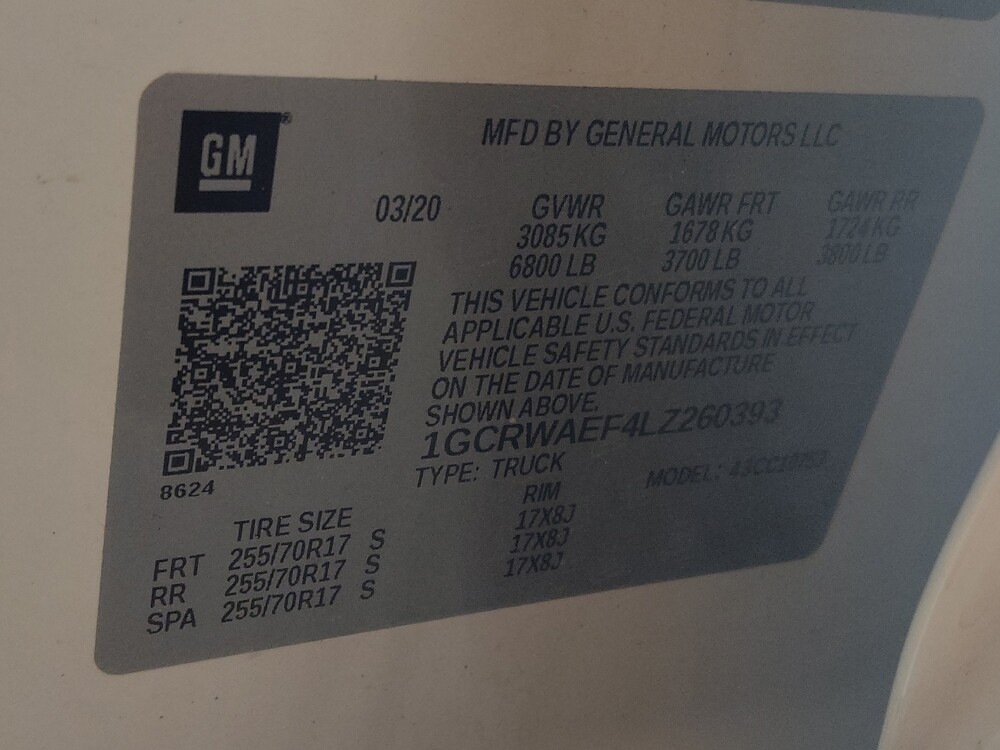 GM®
MFD BY GENERAL MOTORS LLC
03/20 GVWR GAWR FRT GAWR RR
3085 KG 1678 KG 1724 KG
6800 LB 3700 LB 3800 LB
THIS VEHICLE CONFORMS TO ALL
APPLICABLE U.S. FEDERAL MOTOR
VEHICLE SAFETY STANDARDS IN EFFECT
ON THE DATE OF MANUFACTURE
SHOWN ABOVE.
1GCRWAEF4LZ260393
TYPE: TRUCK MODEL:
8624
TIRE SIZE RIM
FRT 255/70R17 S 17X8J
RR 255/70R17 S 17X8J
SPA 255/70R17 S 17X8J